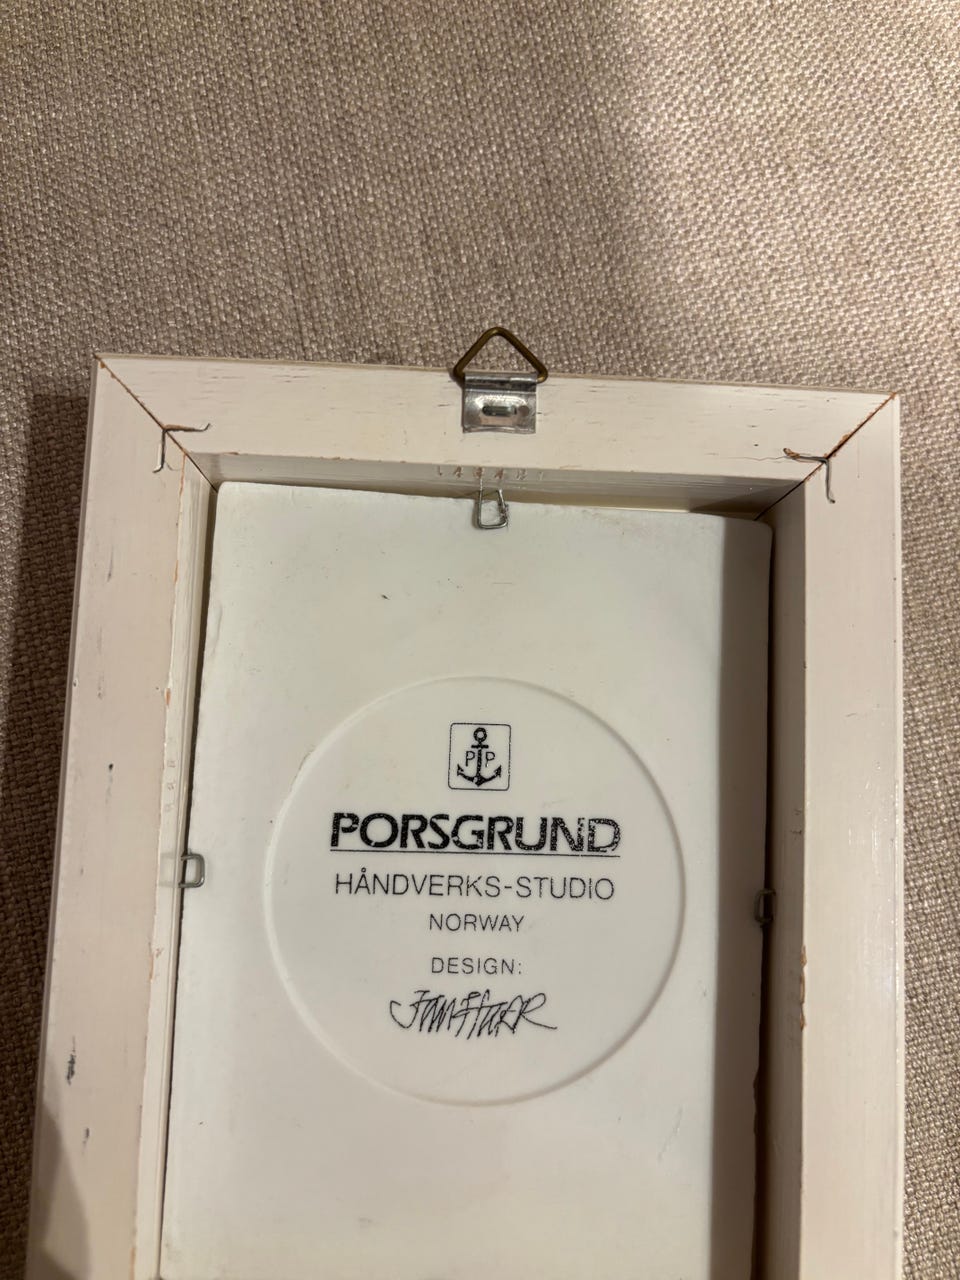 P P
PORSGRUND
HÅNDVERKS-STUDIO
NORWAY
DESIGN: